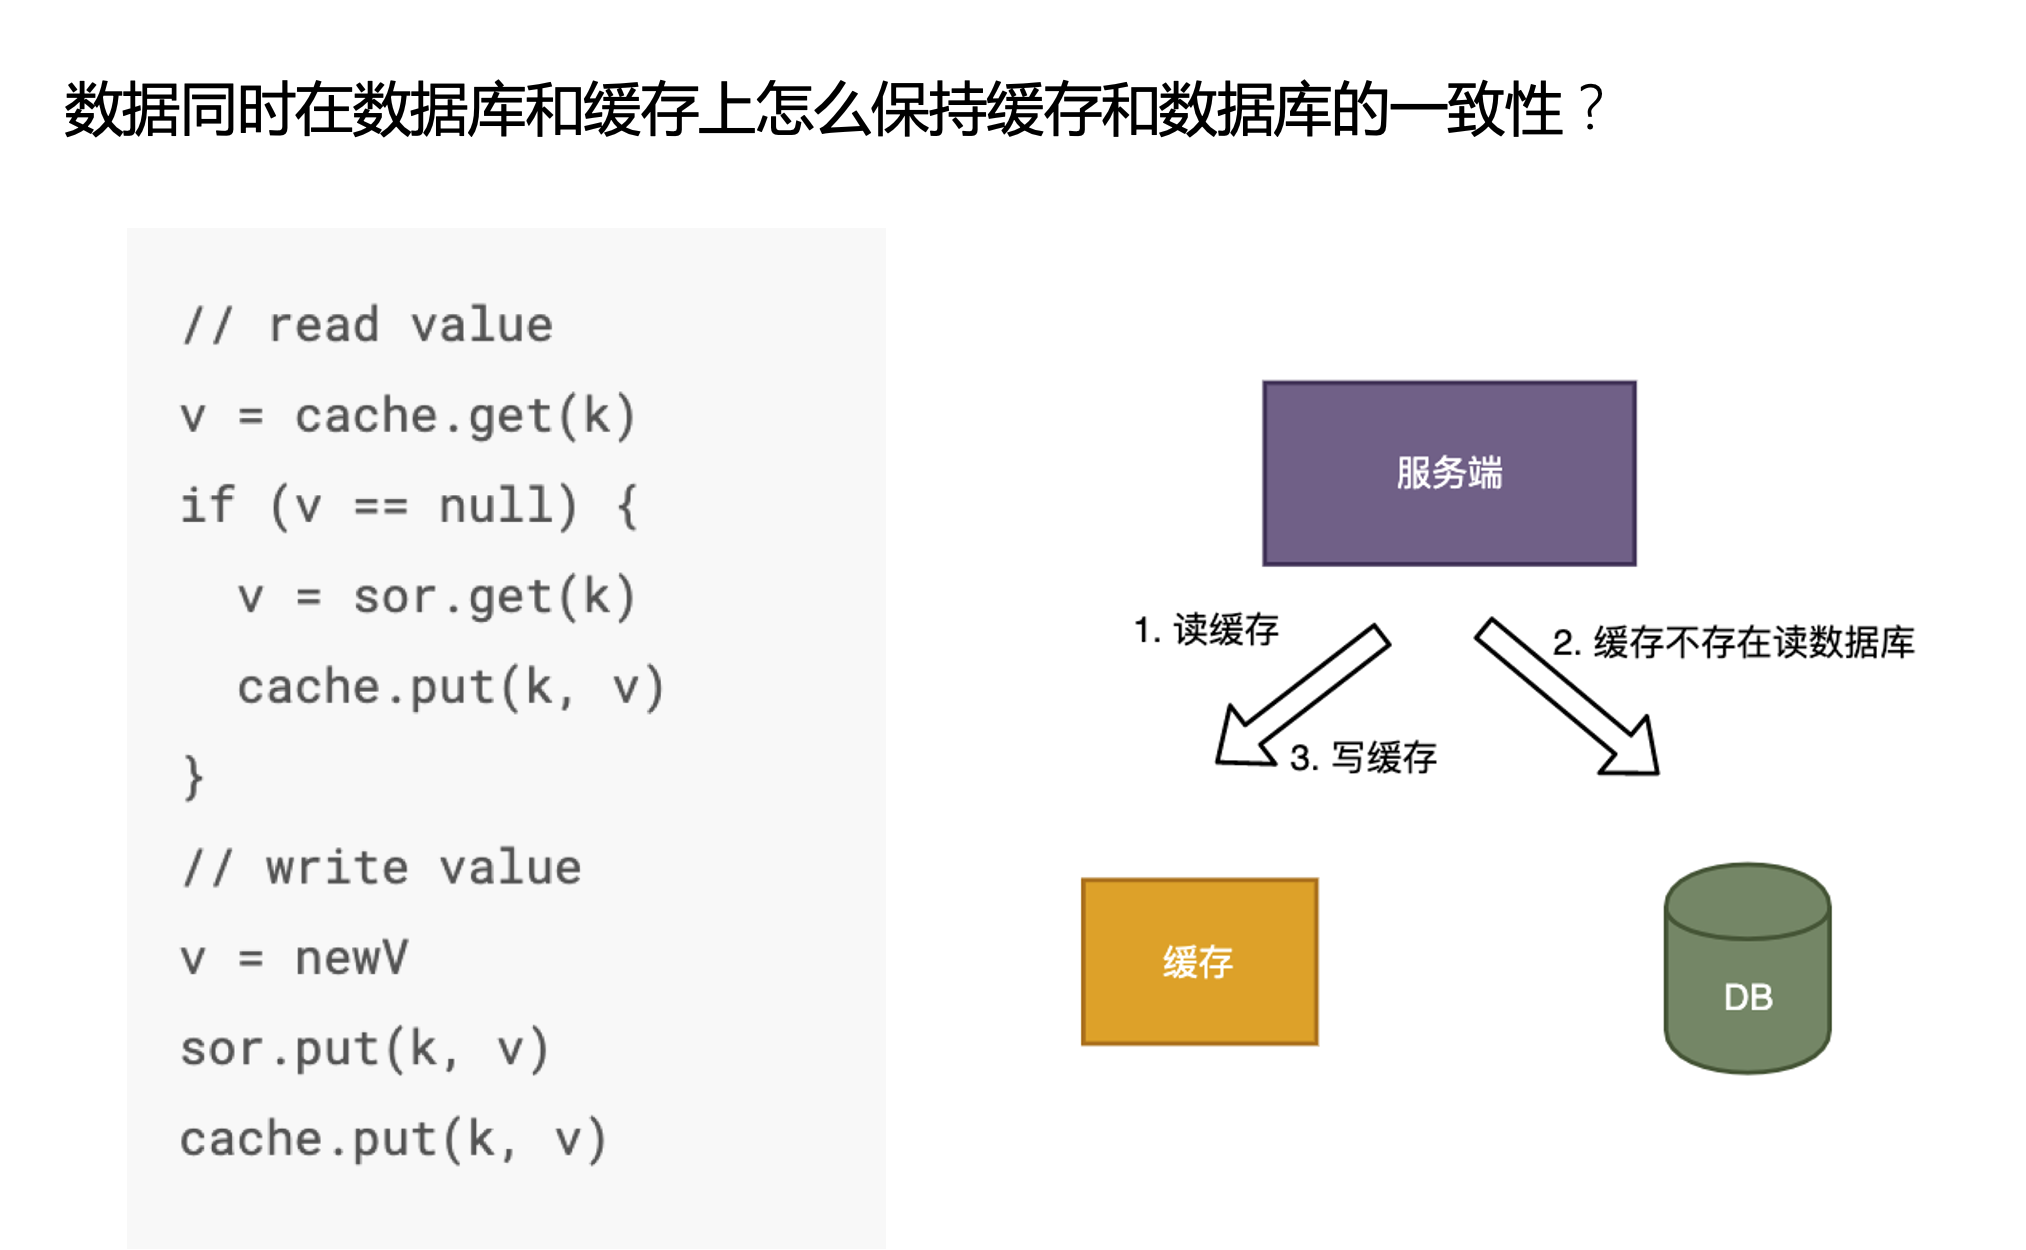 数据同时在数据库和缓存上怎么保持缓存和数据库的一致性？
// read value
v = cache.get(k)
if (v == null) {
  v = sor.get(k)
  cache.put(k, v)
}
// write value
v = newV
sor.put(k, v)
cache.put(k, v)
服务端
1. 读缓存
2. 缓存不存在读数据库
3. 写缓存
缓存
DB